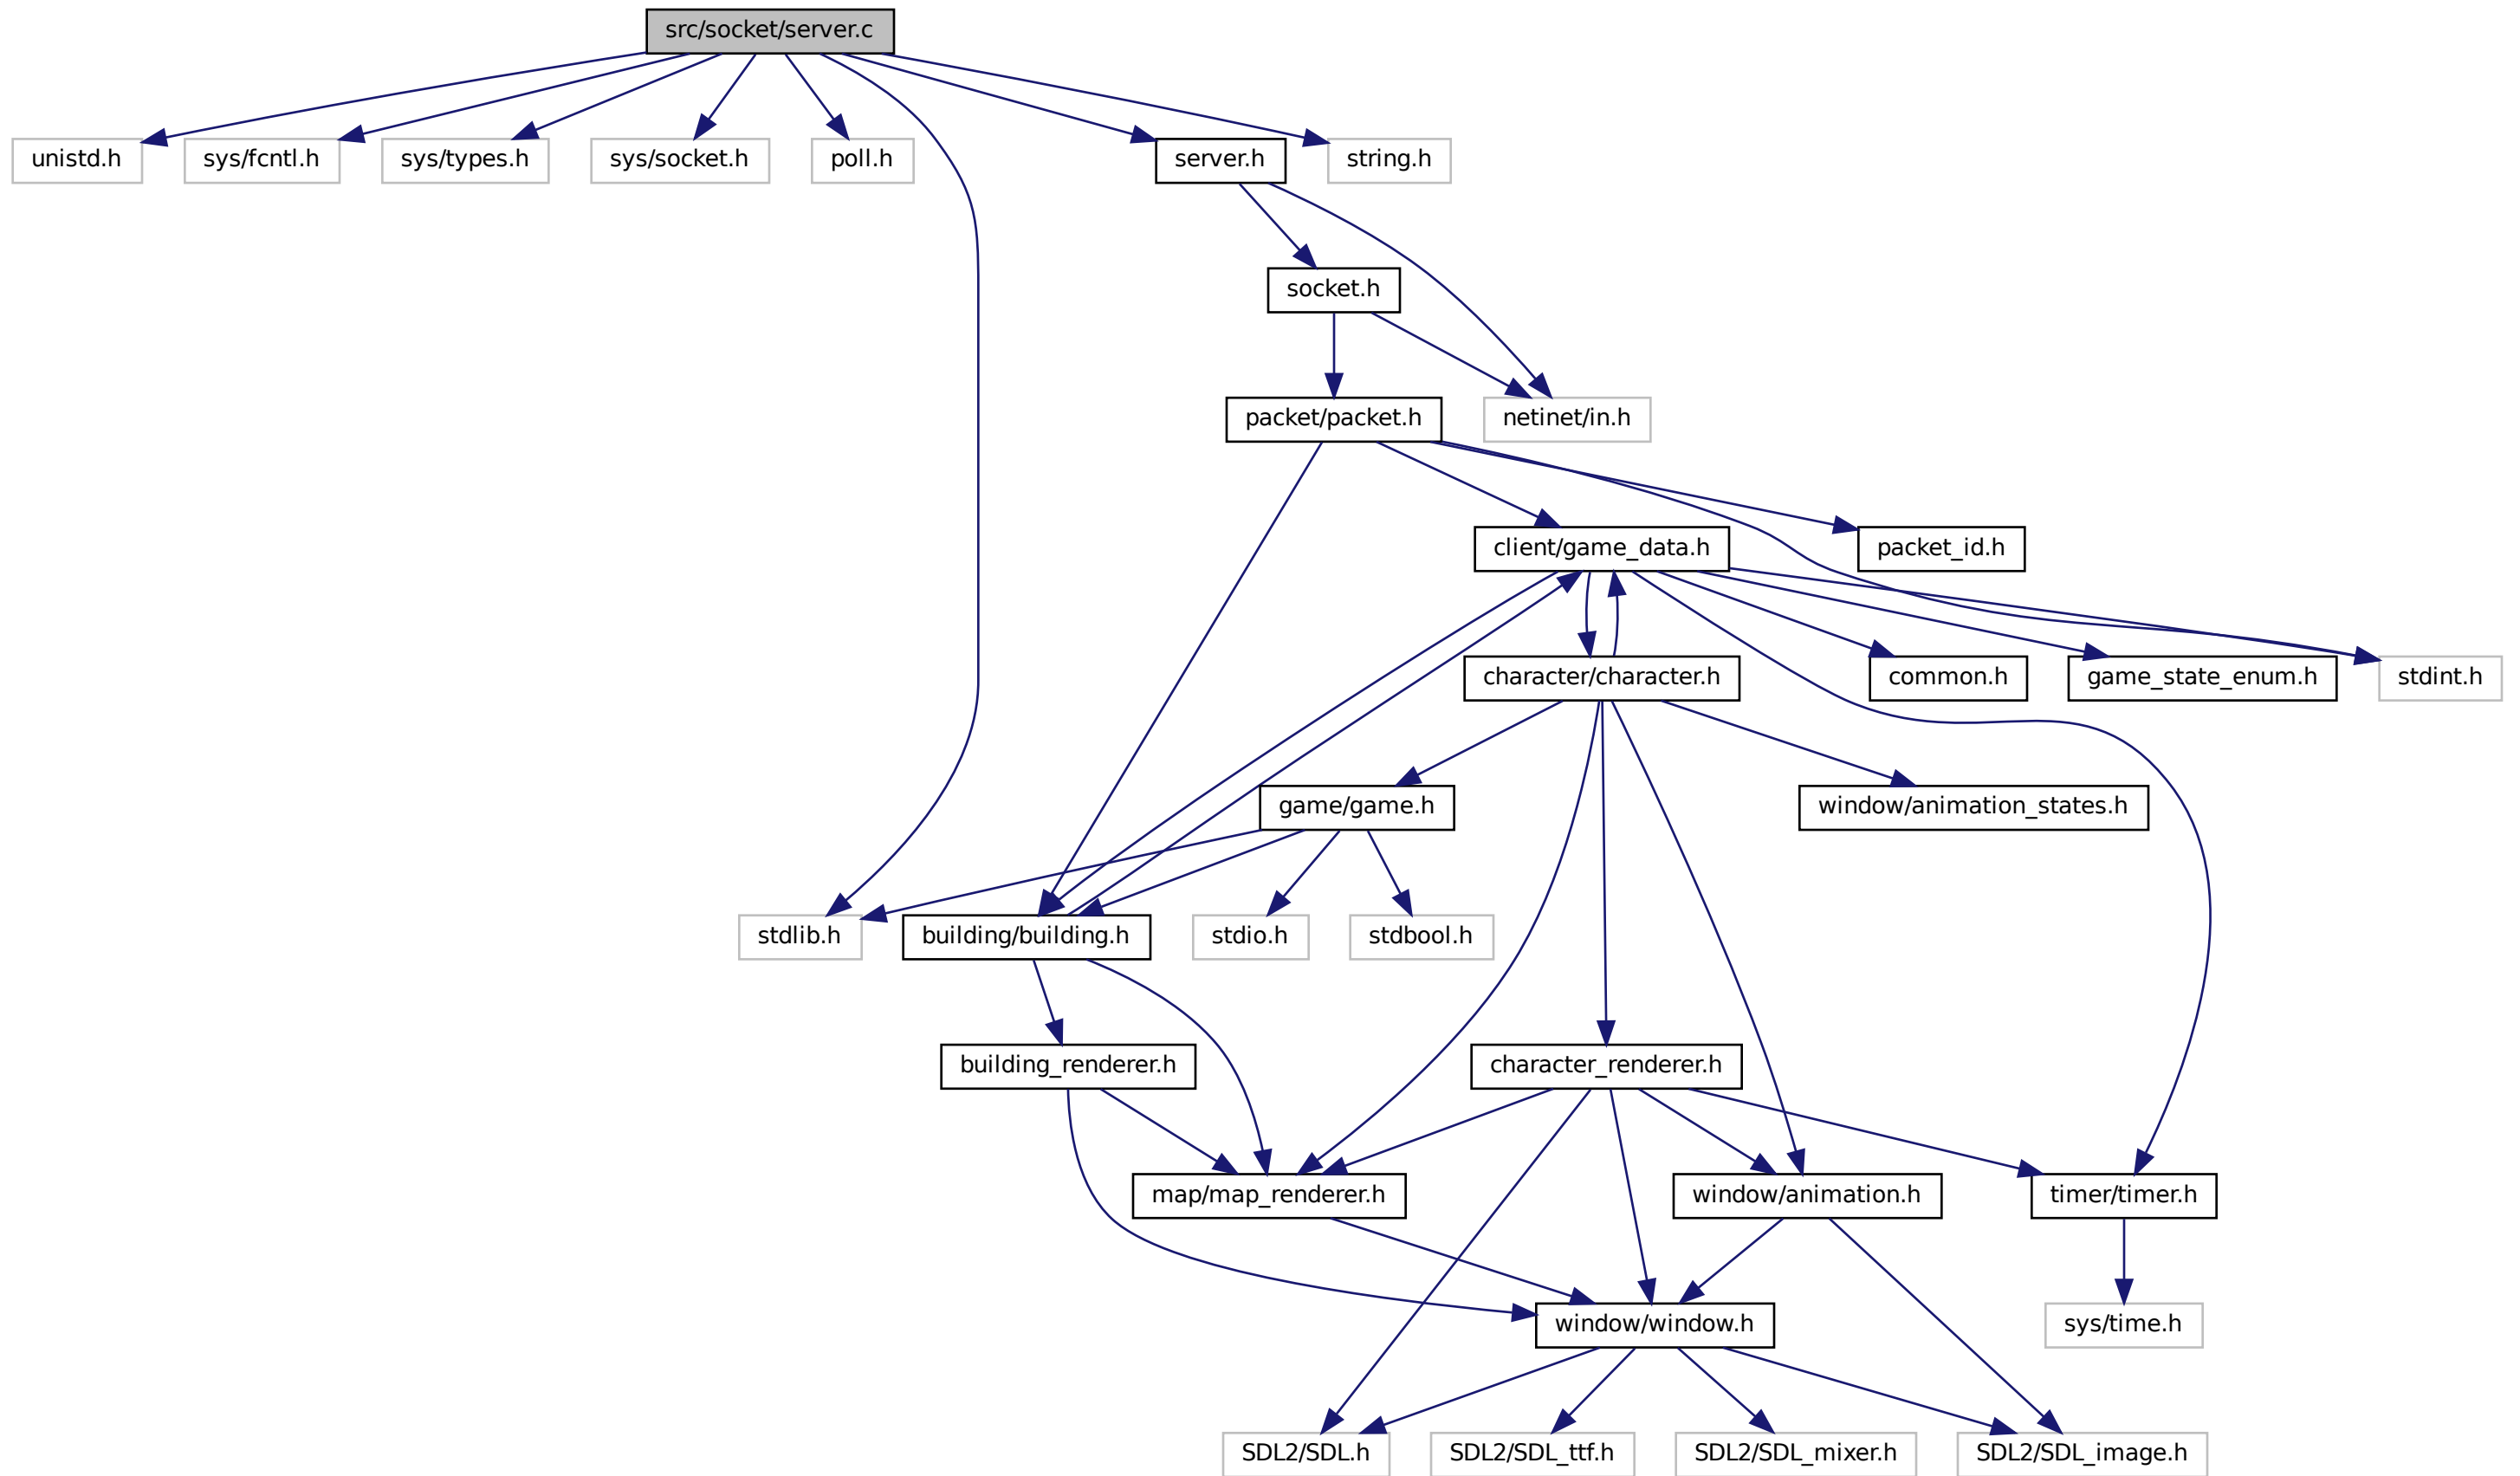 src/socket/server.c
unistd.h
sys/fcntl.h
sys/types.h
sys/socket.h
poll.h
server.h
string.h
socket.h
packet/packet.h
netinet/in.h
client/game_data.h
packet_id.h
character/character.h
common.h
game_state_enum.h
stdint.h
game/game.h
window/animation_states.h
stdlib.h
building/building.h
stdio.h
stdbool.h
building_renderer.h
character_renderer.h
map/map_renderer.h
window/animation.h
timer/timer.h
window/window.h
sys/time.h
SDL2/SDL.h
SDL2/SDL_ttf.h
SDL2/SDL_mixer.h
SDL2/SDL_image.h